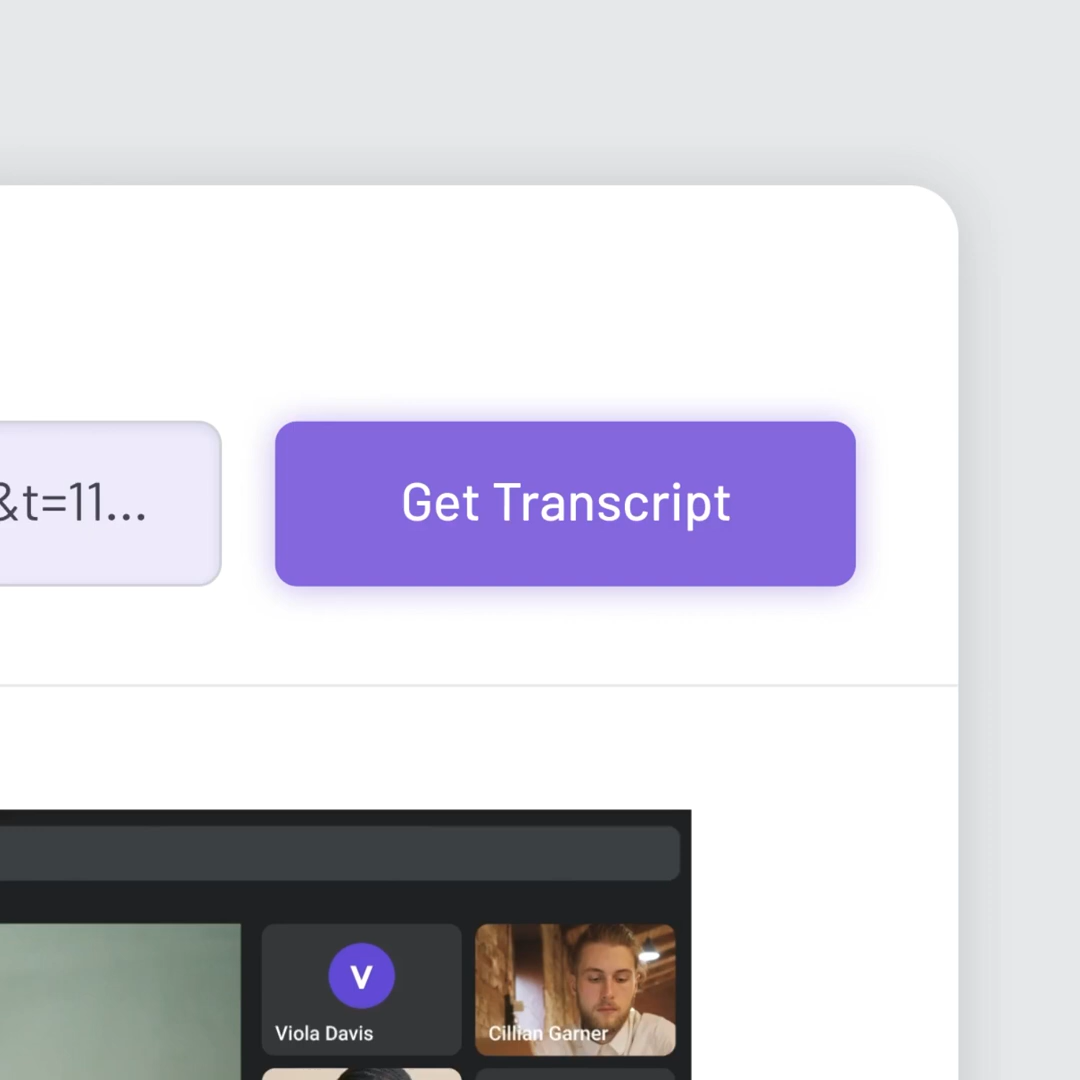 &t=11...
Get Transcript
V
Viola Davis
Cillian Garner